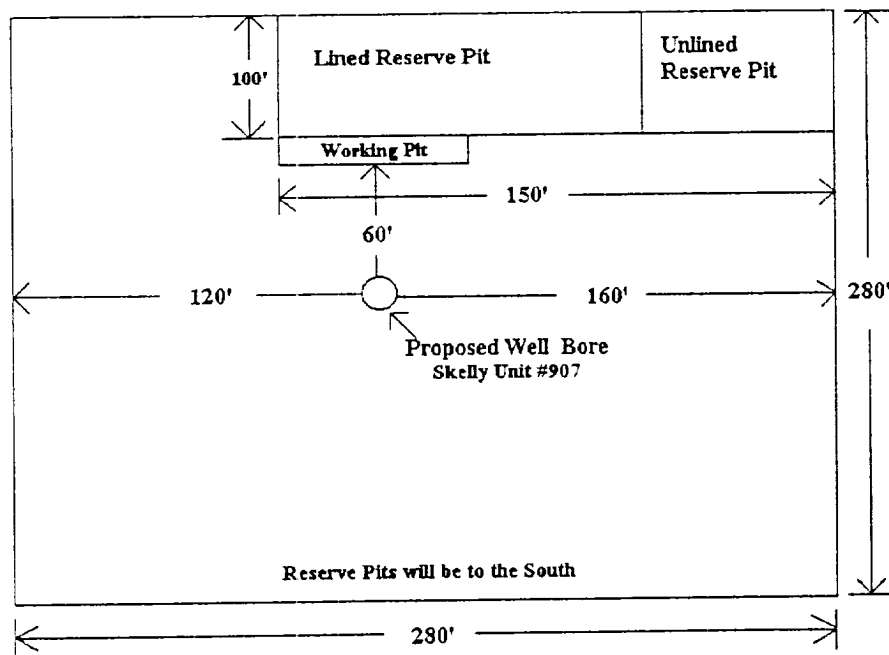 Lined Reserve Pit
Unlined
Reserve Pit
100'
Working Pit
150'
60'
120'
160'
280'
Proposed Well Bore
Skelly Unit #907
Reserve Pits will be to the South
280'